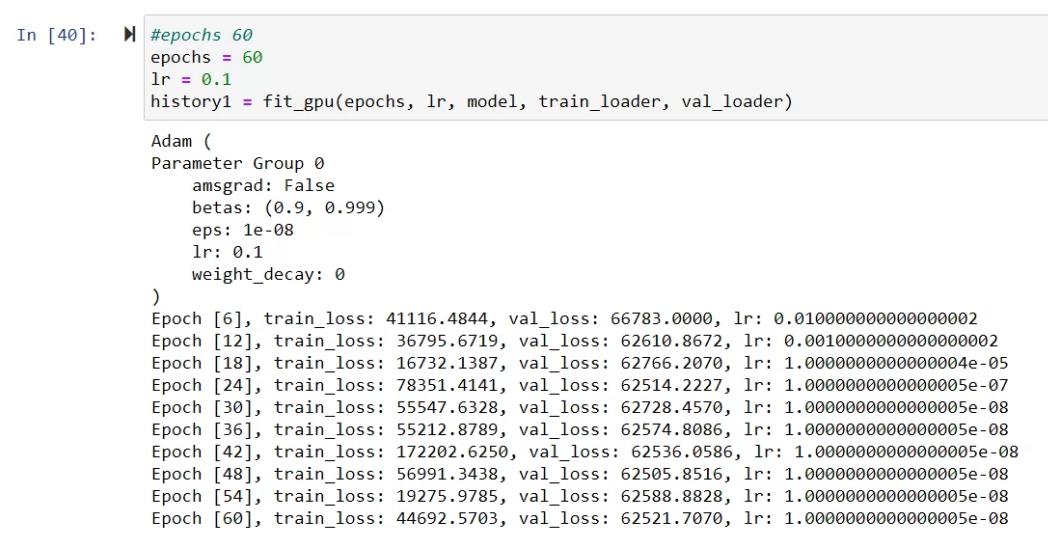 In [40]:
#epochs 60
epochs = 60
lr = 0.1
history1 = fit_gpu(epochs, lr, model, train_loader, val_loader)
Adam (
Parameter Group 0
    amsgrad: False
    betas: (0.9, 0.999)
    eps: 1e-08
    lr: 0.1
    weight_decay: 0
)
Epoch [6], train_loss: 41116.4844, val_loss: 66783.0000, lr: 0.010000000000000002
Epoch [12], train_loss: 36795.6719, val_loss: 62610.8672, lr: 0.0010000000000000002
Epoch [18], train_loss: 16732.1387, val_loss: 62766.2070, lr: 1.0000000000000004e-05
Epoch [24], train_loss: 78351.4141, val_loss: 62514.2227, lr: 1.0000000000000005e-07
Epoch [30], train_loss: 55547.6328, val_loss: 62728.4570, lr: 1.0000000000000005e-08
Epoch [36], train_loss: 55212.8789, val_loss: 62574.8086, lr: 1.0000000000000005e-08
Epoch [42], train_loss: 172202.6250, val_loss: 62536.0586, lr: 1.0000000000000005e-08
Epoch [48], train_loss: 56991.3438, val_loss: 62505.8516, lr: 1.0000000000000005e-08
Epoch [54], train_loss: 19275.9785, val_loss: 62588.8828, lr: 1.0000000000000005e-08
Epoch [60], train_loss: 44692.5703, val_loss: 62521.7070, lr: 1.0000000000000005e-08